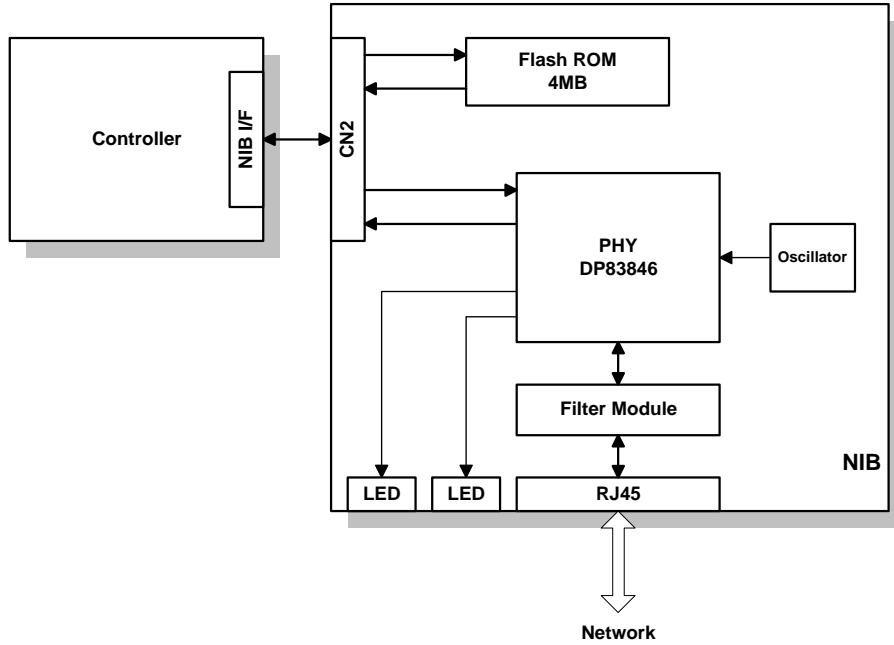 Controller
NIB I/F
CN2
Flash ROM
4MB
PHY
DP83846
Oscillator
Filter Module
NIB
LED
LED
RJ45
Network